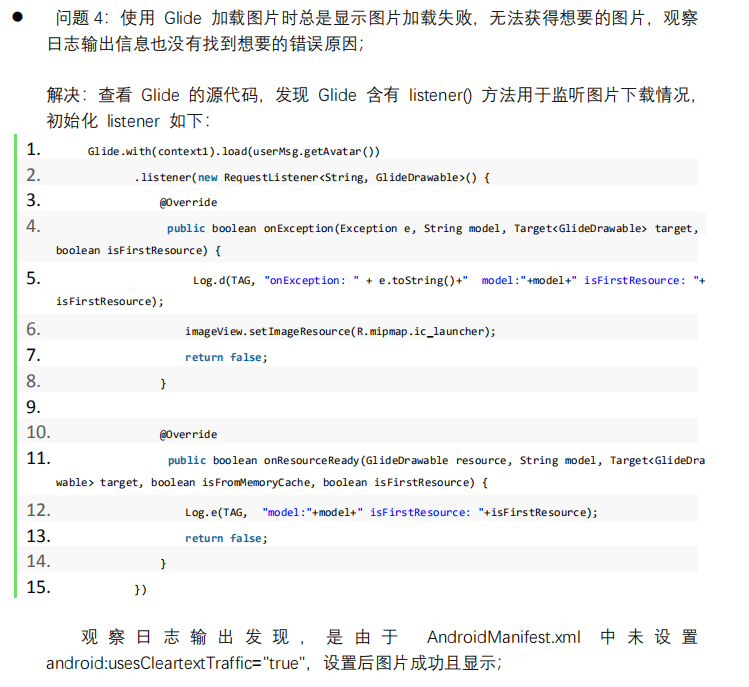 ● 问题 4：使用 Glide 加载图片时总是显示图片加载失败，无法获得想要的图片，观察
日志输出信息也没有找到想要的错误原因；
解决：查看 Glide 的源代码，发现 Glide 含有 listener() 方法用于监听图片下载情况，
初始化 listener 如下：
1. Glide.with(context1).load(userMsg.getAvatar())
2. .listener(new RequestListener<String, GlideDrawable>() {
3. @Override
4. public boolean onException(Exception e, String model, Target<GlideDrawable> target,
boolean isFirstResource) {
5. Log.d(TAG, "onException: " + e.toString()+"  model:"+model+" isFirstResource: "+
isFirstResource);
6. imageView.setImageResource(R.mipmap.ic_launcher);
7. return false;
8. }
9.
10. @Override
11. public boolean onResourceReady(GlideDrawable resource, String model, Target<GlideDra
wable> target, boolean isFromMemoryCache, boolean isFirstResource) {
12. Log.e(TAG,  "model:"+model+" isFirstResource: "+isFirstResource);
13. return false;
14. }
15. })
观察日志输出发现，是由于 AndroidManifest.xml 中未设置
android:usesCleartextTraffic="true"，设置后图片成功且显示；